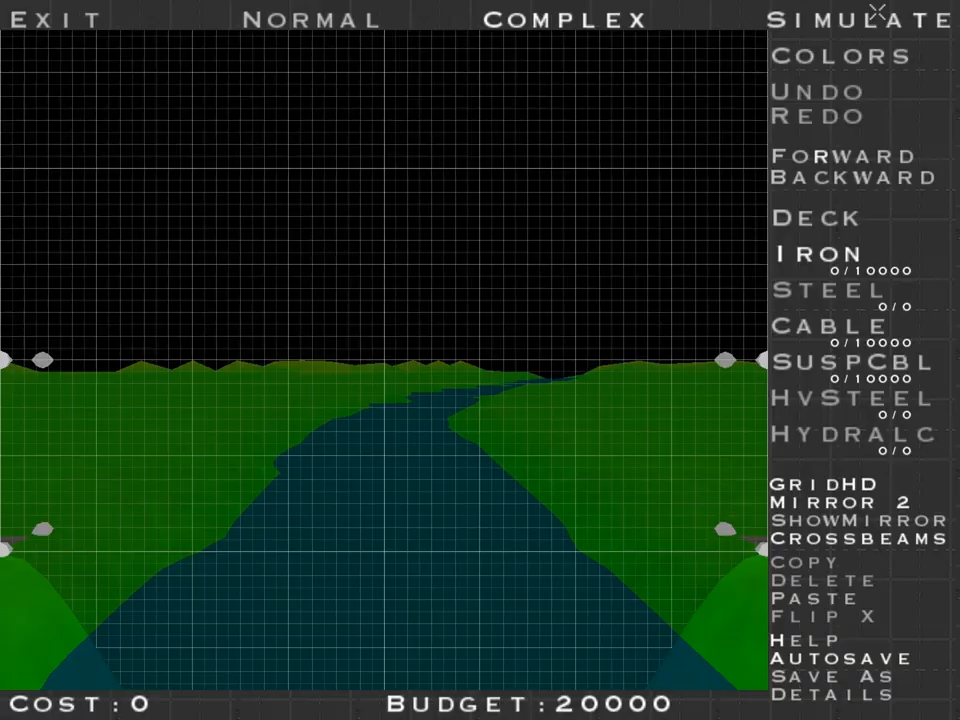 Exit Normal Complex Simulate
Colors
Undo
Redo
Forward
Backward
Deck
Iron
0/10000
Steel
0/0
Cable
0/10000
SuspCbl
0/10000
HvSteel
0/0
Hydralc
0/0
GridHD
Mirror 2
ShowMirror
Crossbeams
Copy
Delete
Paste
Flip X
Help
Autosave
Save As
Details
Cost:0 Budget:20000